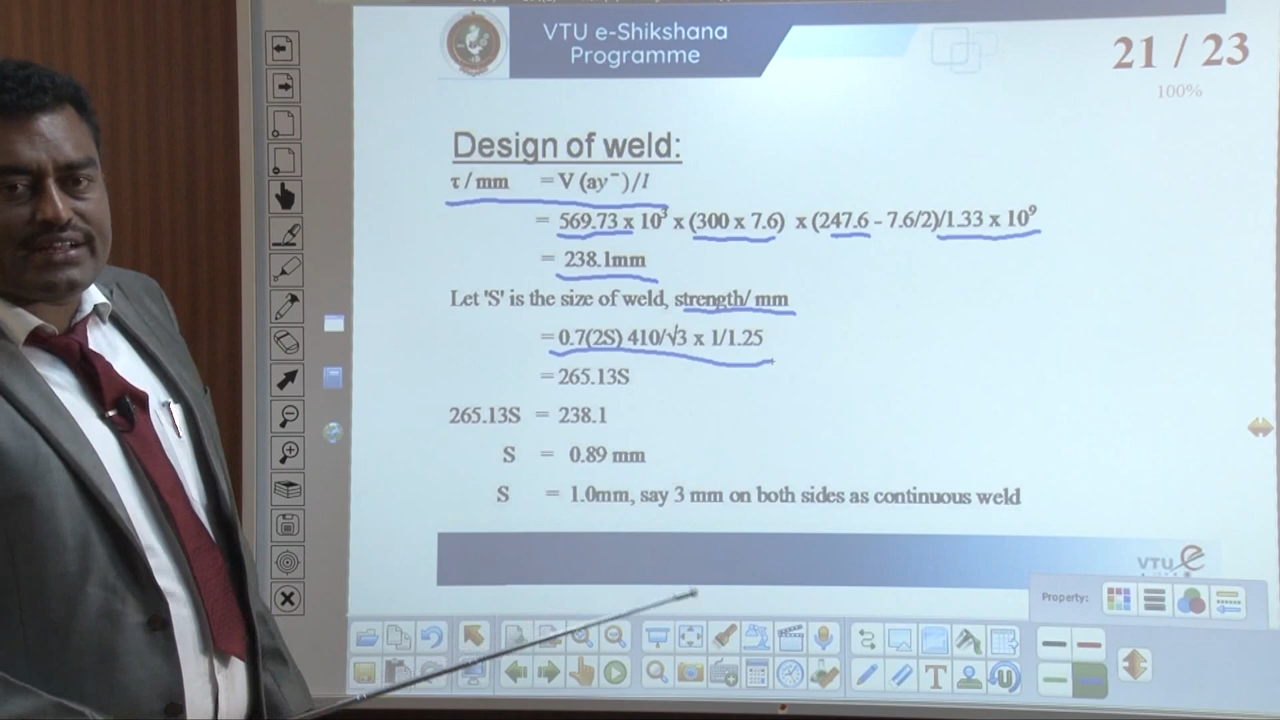 VTU e-Shikshana
Programme
21 / 23
100%
Design of weld:
τ / mm = V (ay⁻)/I
= 569.73 x 10³ x (300 x 7.6) x (247.6 - 7.6/2)/1.33 x 10⁹
= 238.1mm
Let 'S' is the size of weld, strength/ mm
= 0.7(2S) 410/√3 x 1/1.25
= 265.13S
265.13S = 238.1
S = 0.89 mm
S = 1.0mm, say 3 mm on both sides as continuous weld
VTU e
Property: